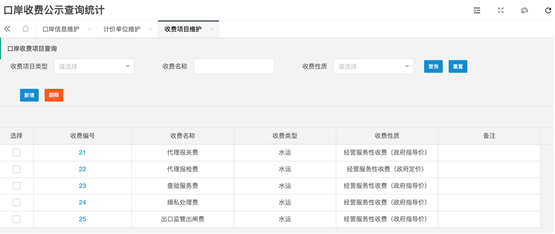 口岸收费公示查询统计
口岸信息维护 × 计价单位维护 × 收费项目维护 ×
口岸收费项目查询
收费项目类型 请选择 收费名称 收费性质 请选择 查询 重置
新增 删除
选择 收费编号 收费名称 收费类型 收费性质 备注
21 代理报关费 水运 经营服务性收费（政府指导价）
22 代理报检费 水运 经营服务性收费（政府定价）
23 查验服务费 水运 经营服务性收费（政府指导价）
24 缉私处理费 水运 经营服务性收费（政府指导价）
25 出口监管出闸费 水运 经营服务性收费（政府指导价）